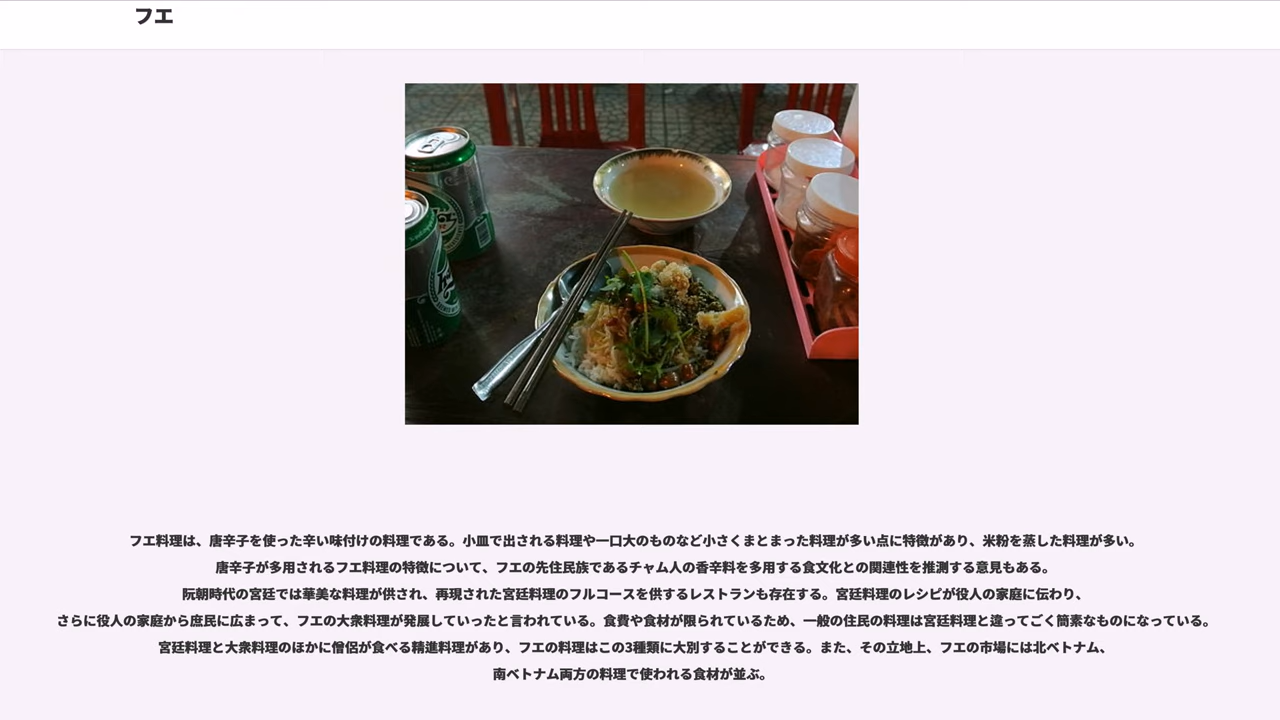 フエ
フエ料理は、唐辛子を使った辛い味付けの料理である。小皿で出される料理や一口大のものなど小さくまとまった料理が多い点に特徴があり、米粉を蒸した料理が多い。
唐辛子が多用されるフエ料理の特徴について、フエの先住民族であるチャム人の香辛料を多用する食文化との関連性を推測する意見もある。
阮朝時代の宮廷では華美な料理が供され、再現された宮廷料理のフルコースを供するレストランも存在する。宮廷料理のレシピが役人の家庭に伝わり、
さらに役人の家庭から庶民に広まって、フエの大衆料理が発展していったと言われている。食費や食材が限られているため、一般の住民の料理は宮廷料理と違ってごく簡素なものになっている。
宮廷料理と大衆料理のほかに僧侶が食べる精進料理があり、フエの料理はこの3種類に大別することができる。また、その立地上、フエの市場には北ベトナム、
南ベトナム両方の料理で使われる食材が並ぶ。